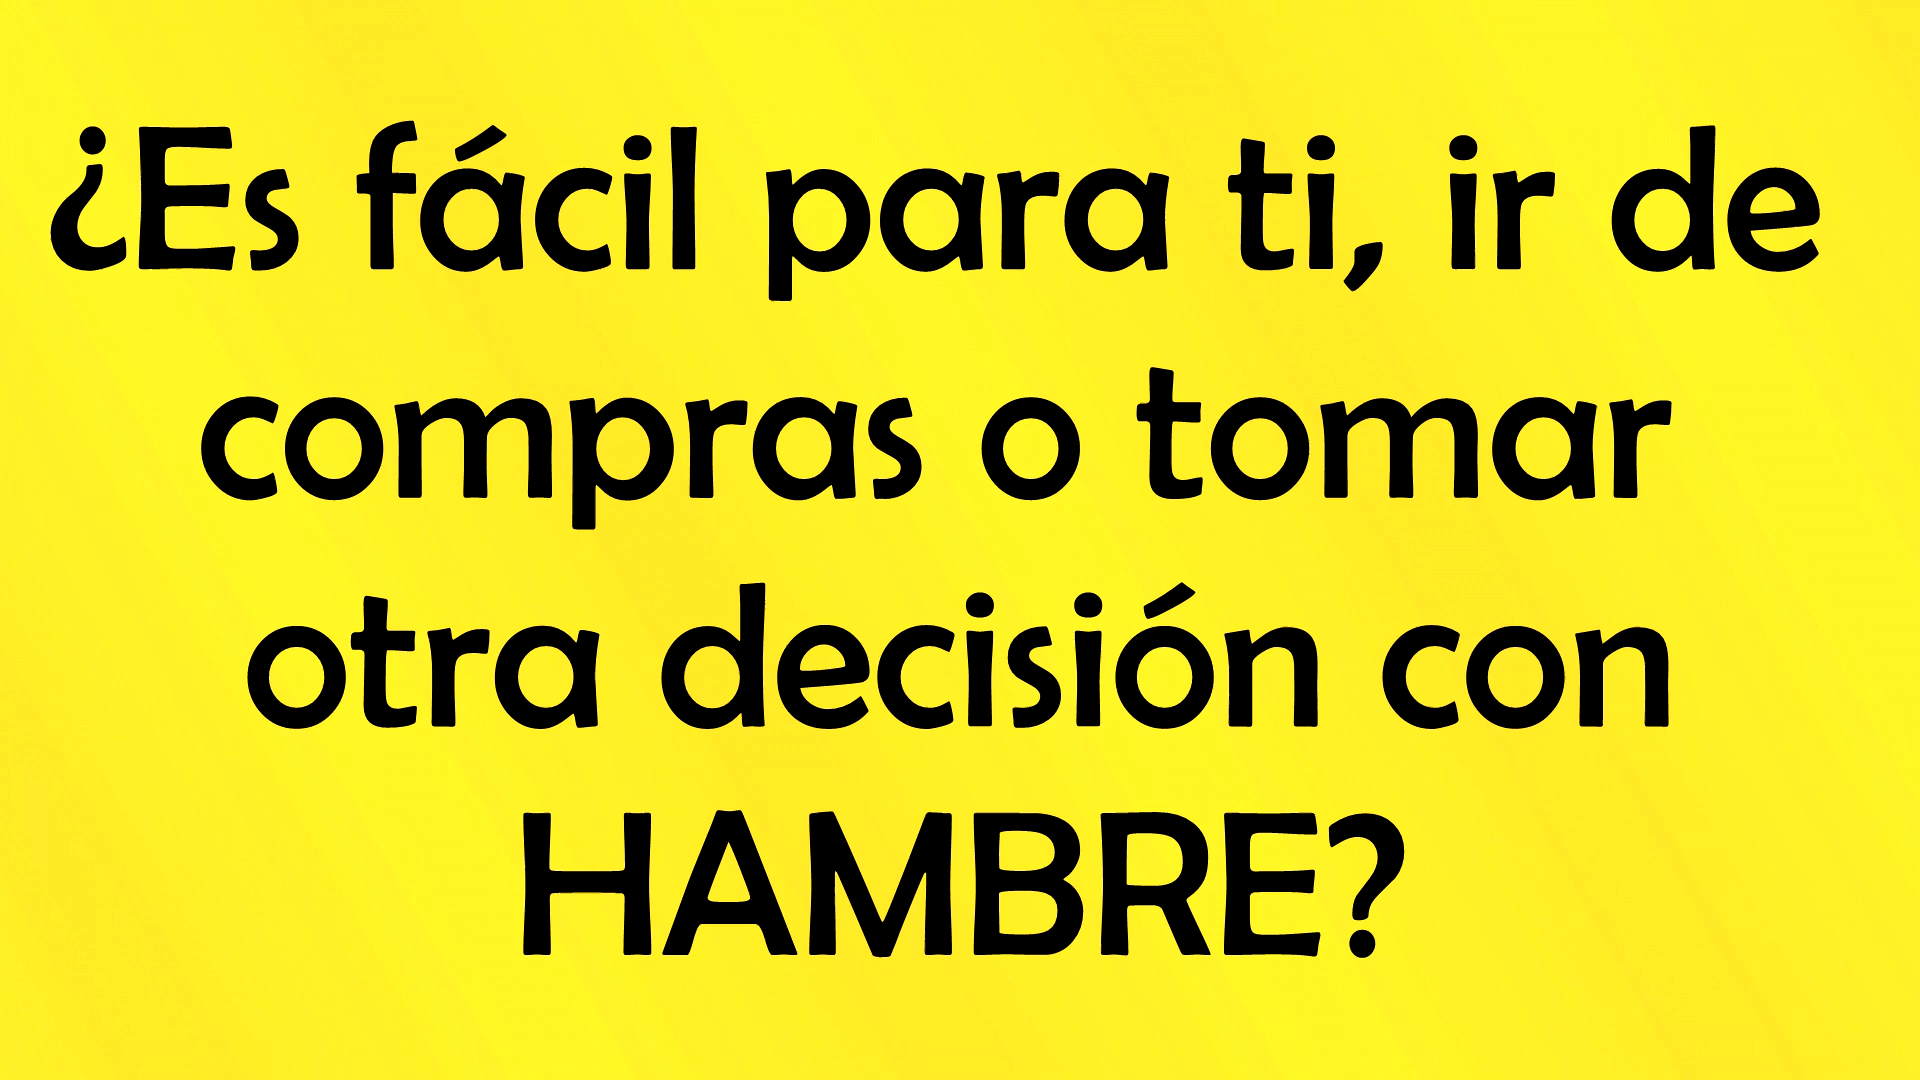 ¿Es fácil para ti, ir de
compras o tomar
otra decisión con
HAMBRE?